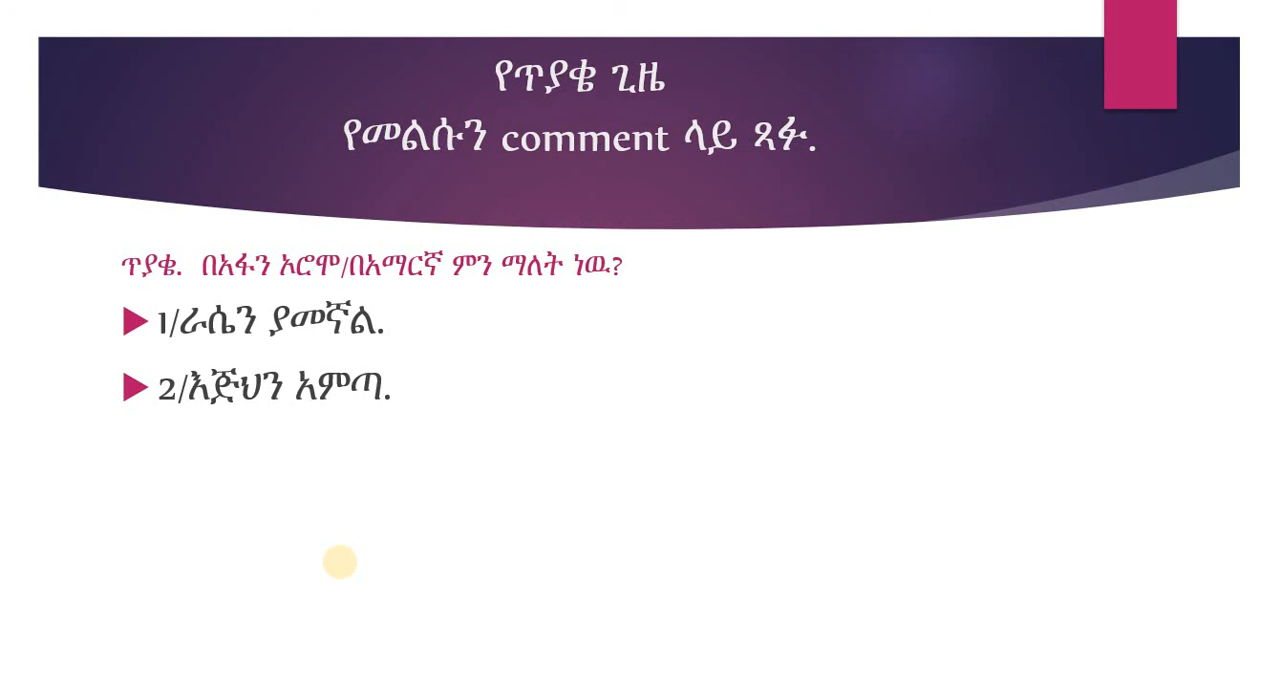 የጥያቄ ጊዜ
የመልሱን comment ላይ ጻፉ.
ጥያቄ. በአፋን ኦሮሞ/በአማርኛ ምን ማለት ነዉ?
1/ራሴን ያመኛል.
2/እጅህን አምጣ.